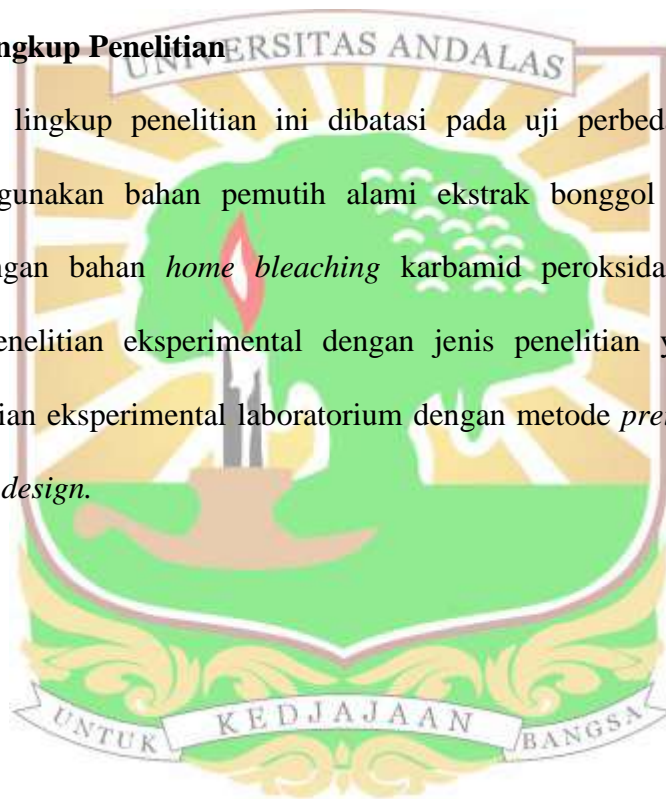 ngkup Penelitian
UNIVERSITAS ANDALAS
lingkup penelitian ini dibatasi pada uji perbed
gunakan bahan pemutih alami ekstrak bonggol
ngan bahan home bleaching karbamid peroksida
enelitian eksperimental dengan jenis penelitian y
ian eksperimental laboratorium dengan metode pre
design.
UNTUK KEDJAJAAN BANGSA